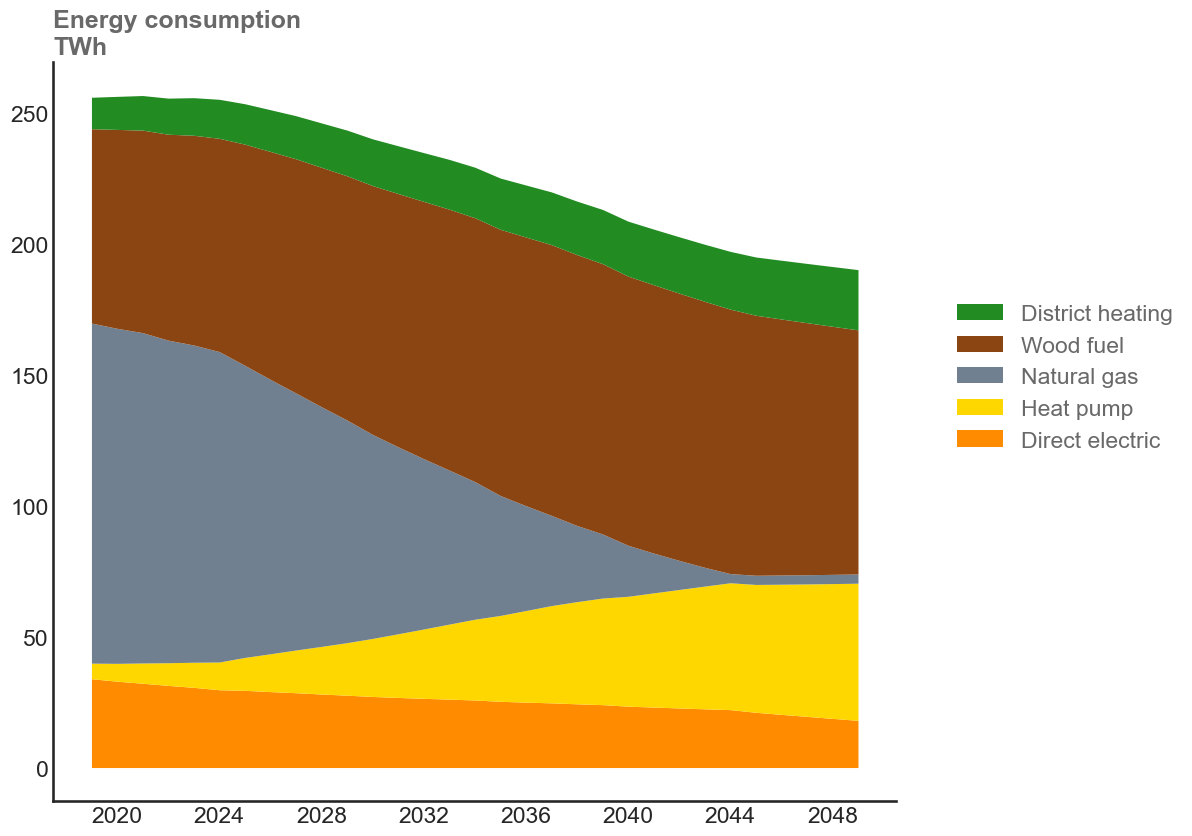 Energy consumption
TWh
250
200
150
100
50
0
2020 2024 2028 2032 2036 2040 2044 2048
District heating
Wood fuel
Natural gas
Heat pump
Direct electric